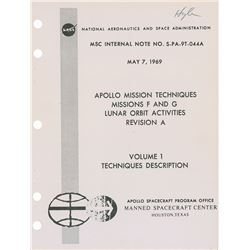 NASA
NATIONAL AERONAUTICS AND SPACE ADMINISTRATION
MSC INTERNAL NOTE NO. S-PA-9T-044A
MAY 7, 1969
APOLLO MISSION TECHNIQUES
MISSIONS F AND G
LUNAR ORBIT ACTIVITIES
REVISION A
VOLUME 1
TECHNIQUES DESCRIPTION
APOLLO SPACECRAFT PROGRAM OFFICE
MANNED SPACECRAFT CENTER
HOUSTON, TEXAS